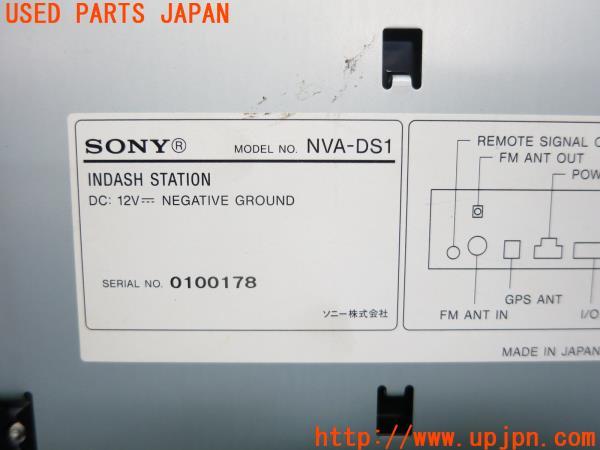 USED PARTS JAPAN
SONY® MODEL NO. NVA-DS1
INDASH STATION
DC: 12V⎓ NEGATIVE GROUND
SERIAL NO. 0100178
ソニー株式会社
REMOTE SIGNAL
FM ANT OUT
GPS ANT
FM ANT IN
I/O
MADE IN JAPAN
http://www.upjpn.com